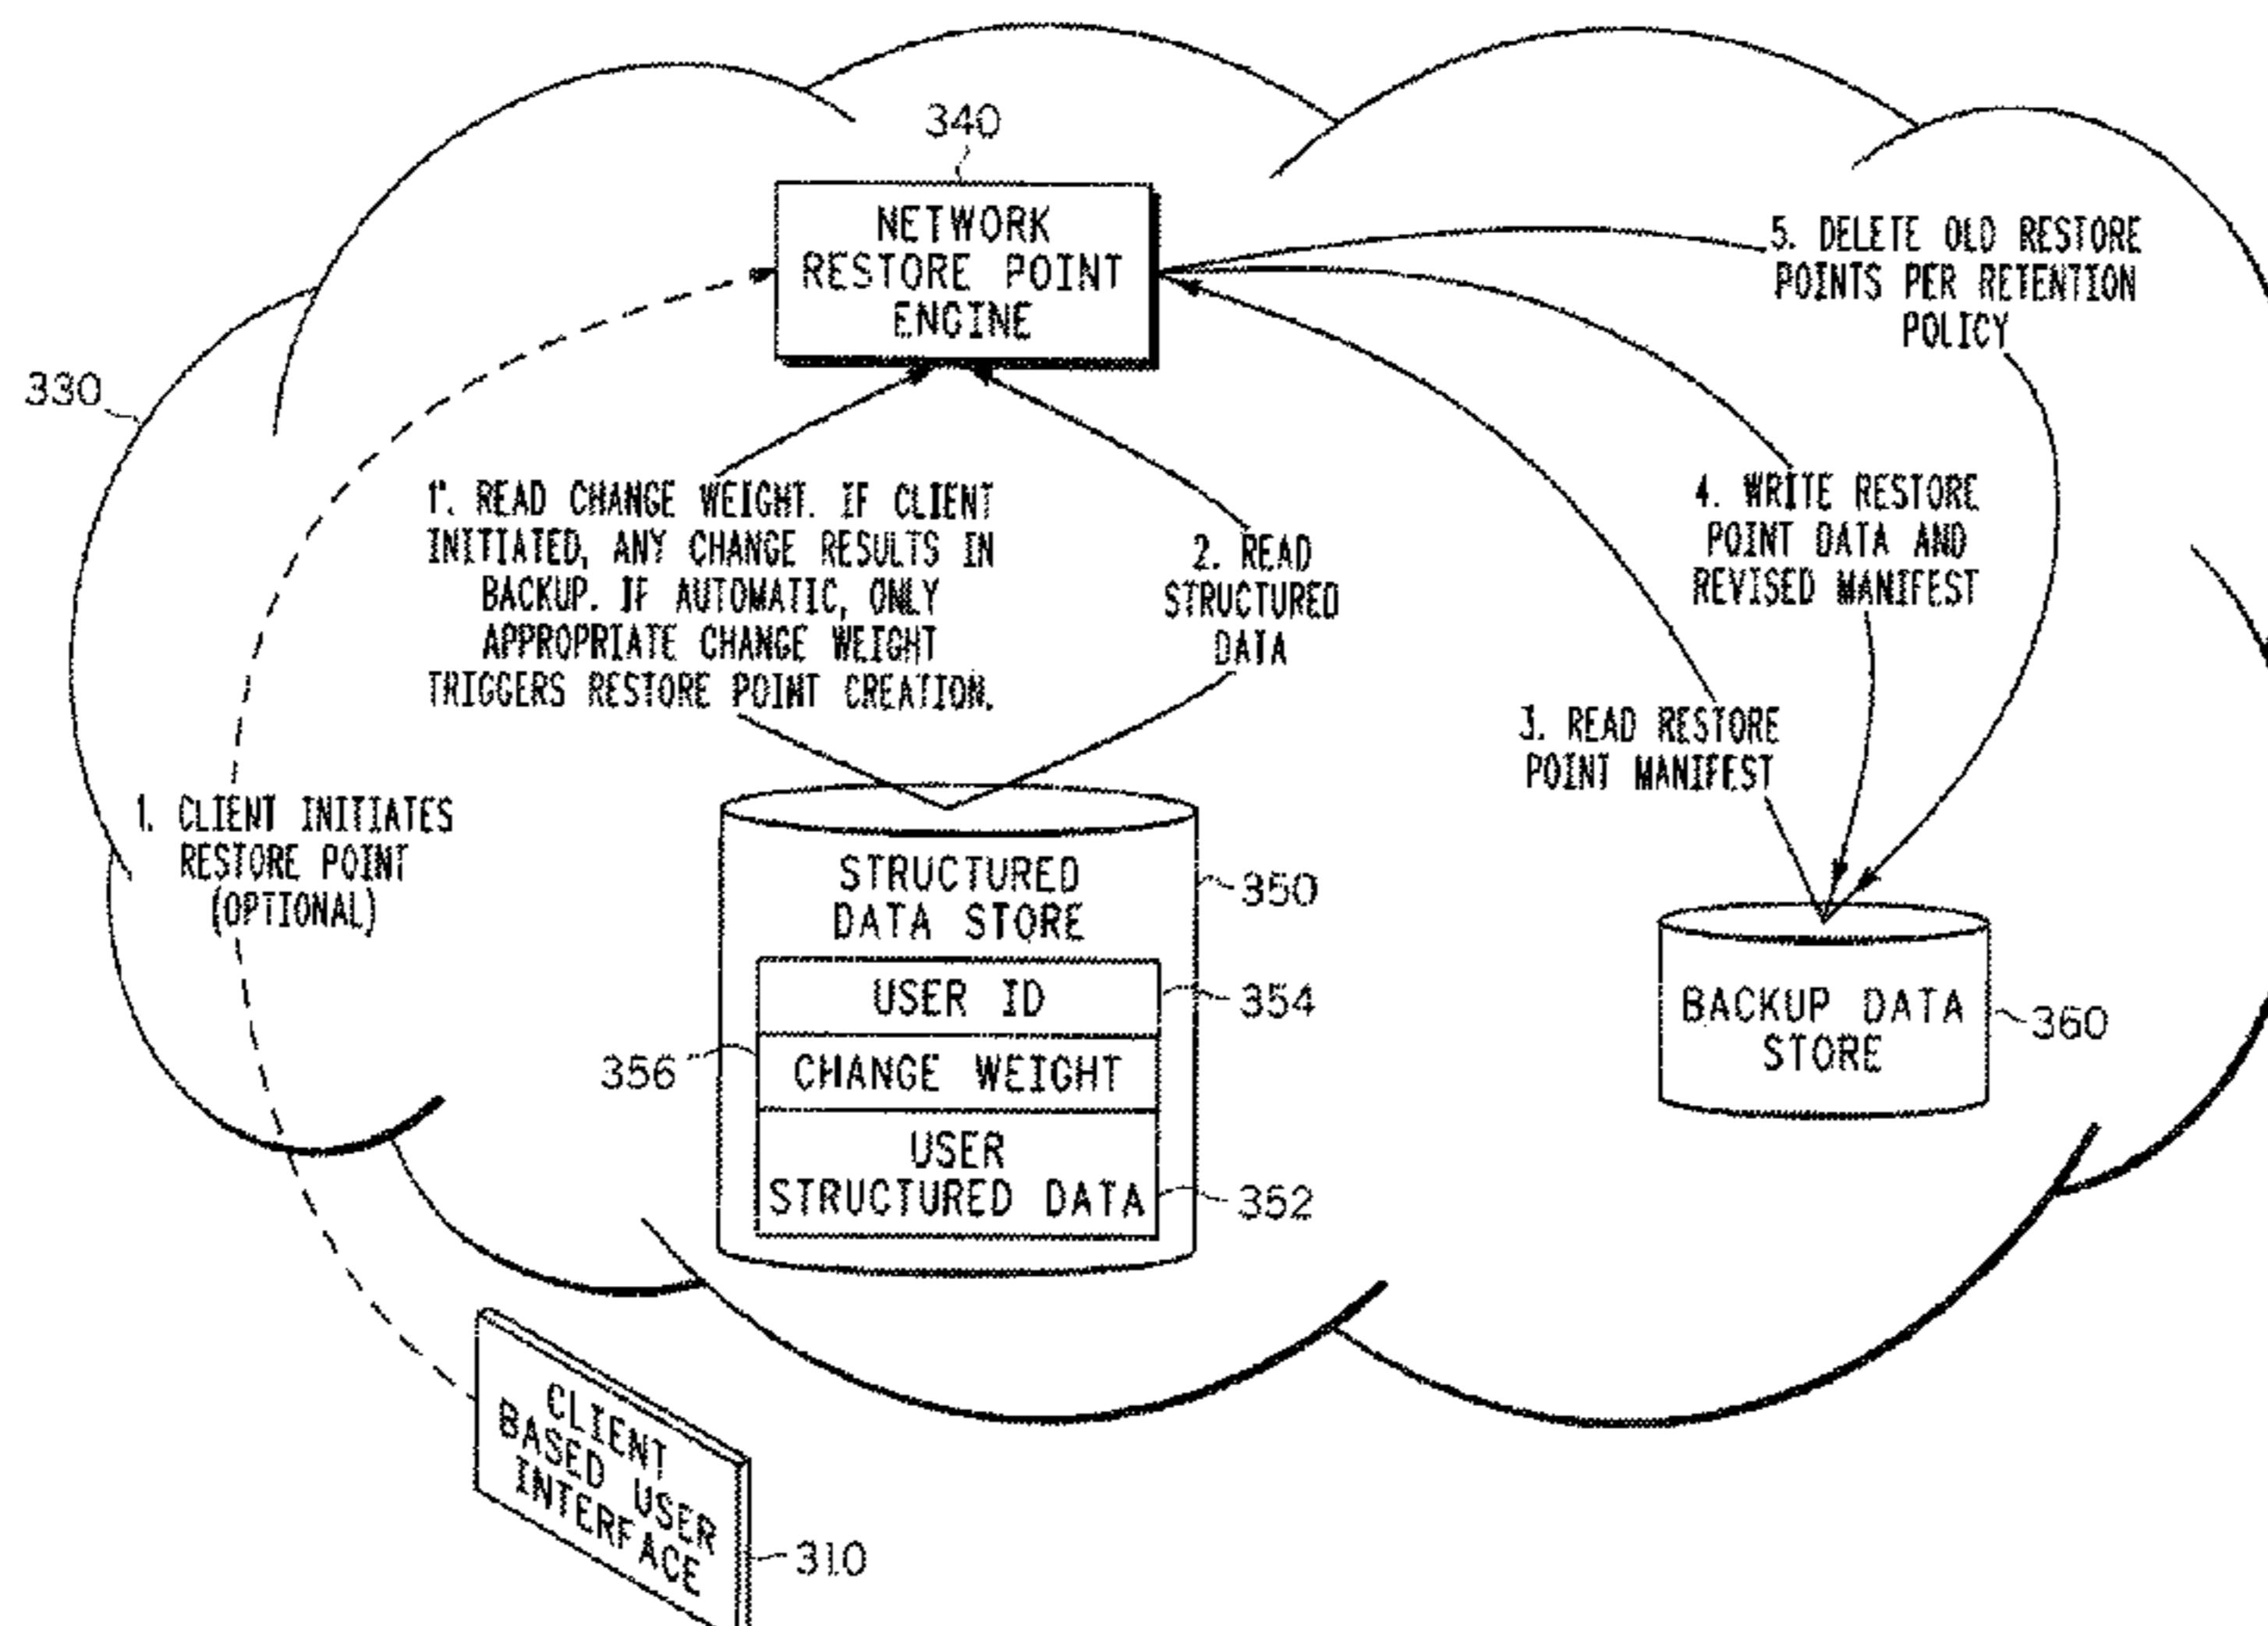 340
NETWORK
RESTORE POINT
ENGINE
330
5. DELETE OLD RESTORE
POINTS PER RETENTION
POLICY
1'. READ CHANGE WEIGHT. IF CLIENT
INITIATED, ANY CHANGE RESULTS IN
BACKUP. IF AUTOMATIC, ONLY
APPROPRIATE CHANGE WEIGHT
TRIGGERS RESTORE POINT CREATION.
2. READ
STRUCTURED
DATA
4. WRITE RESTORE
POINT DATA AND
REVISED MANIFEST
3. READ RESTORE
POINT MANIFEST
1. CLIENT INITIATES
RESTORE POINT
(OPTIONAL)
STRUCTURED
DATA STORE
350
USER ID
354
356
CHANGE WEIGHT
USER
STRUCTURED DATA
352
BACKUP DATA
STORE
360
CLIENT
BASED USER
INTERFACE
310